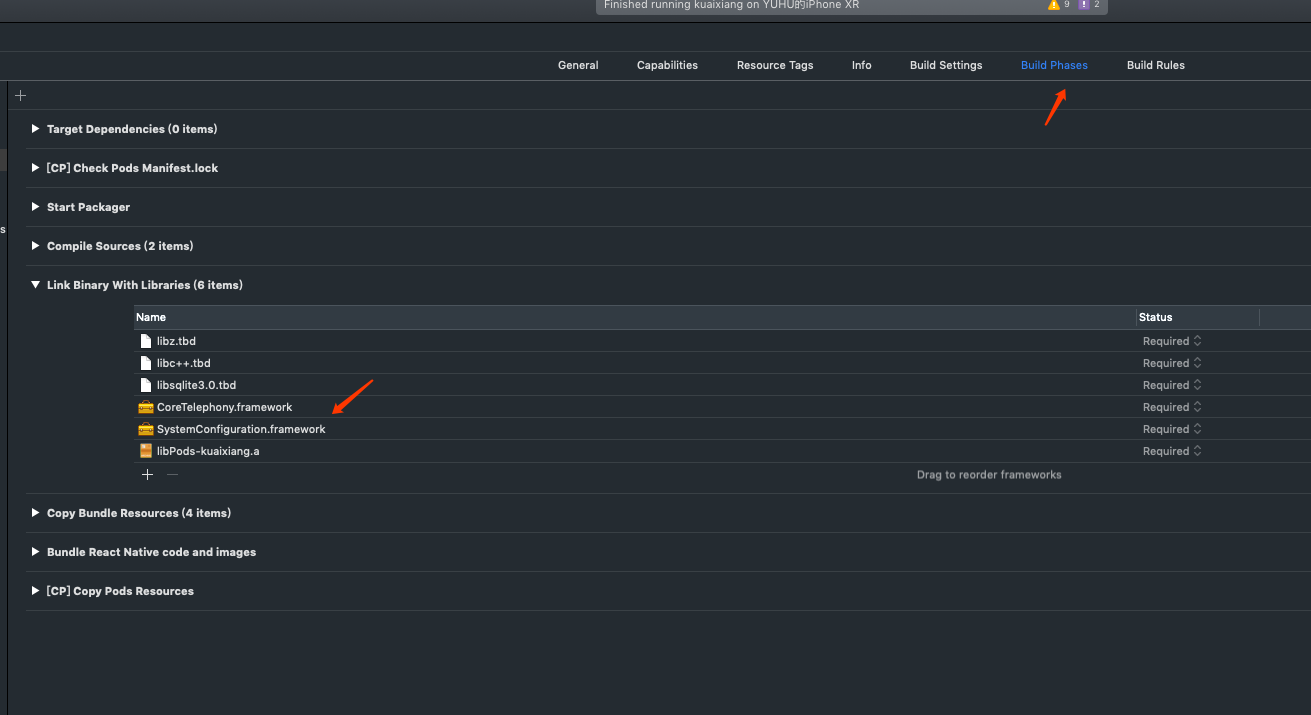 Finished running kuaixiang on YUHU的iPhone XR 9 2
General Capabilities Resource Tags Info Build Settings Build Phases Build Rules
Target Dependencies (0 items)
[CP] Check Pods Manifest.lock
Start Packager
s
Compile Sources (2 items)
Link Binary With Libraries (6 items)
Name Status
libz.tbd Required
libc++.tbd Required
libsqlite3.0.tbd Required
CoreTelephony.framework Required
SystemConfiguration.framework Required
libPods-kuaixiang.a Required
Drag to reorder frameworks
Copy Bundle Resources (4 items)
Bundle React Native code and images
[CP] Copy Pods Resources